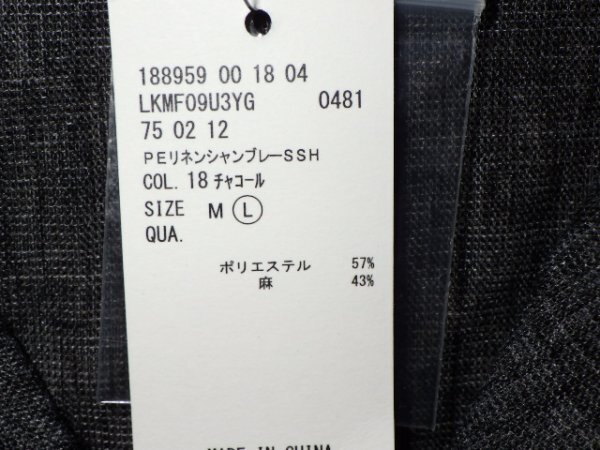 188959 00 18 04
LKMF09U3YG 0481
75 02 12
PEリネンシャンブレーSSH
COL. 18 チャコール
SIZE M L
QUA.
ポリエステル 57%
麻 43%
MADE IN CHINA